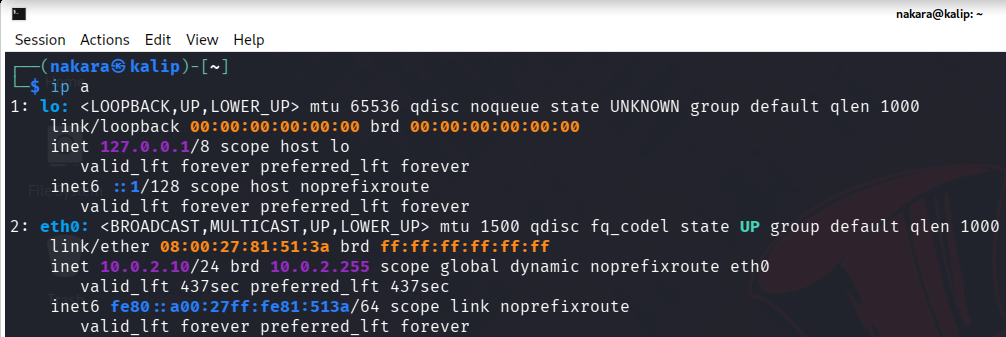 nakara@kalip: ~
Session Actions Edit View Help
┌──(nakara㉿kalip)-[~]
└─$ ip a
1: lo: <LOOPBACK,UP,LOWER_UP> mtu 65536 qdisc noqueue state UNKNOWN group default qlen 1000
    link/loopback 00:00:00:00:00:00 brd 00:00:00:00:00:00
    inet 127.0.0.1/8 scope host lo
       valid_lft forever preferred_lft forever
    inet6 ::1/128 scope host noprefixroute
       valid_lft forever preferred_lft forever
2: eth0: <BROADCAST,MULTICAST,UP,LOWER_UP> mtu 1500 qdisc fq_codel state UP group default qlen 1000
    link/ether 08:00:27:81:51:3a brd ff:ff:ff:ff:ff:ff
    inet 10.0.2.10/24 brd 10.0.2.255 scope global dynamic noprefixroute eth0
       valid_lft 437sec preferred_lft 437sec
    inet6 fe80::a00:27ff:fe81:513a/64 scope link noprefixroute
       valid_lft forever preferred_lft forever